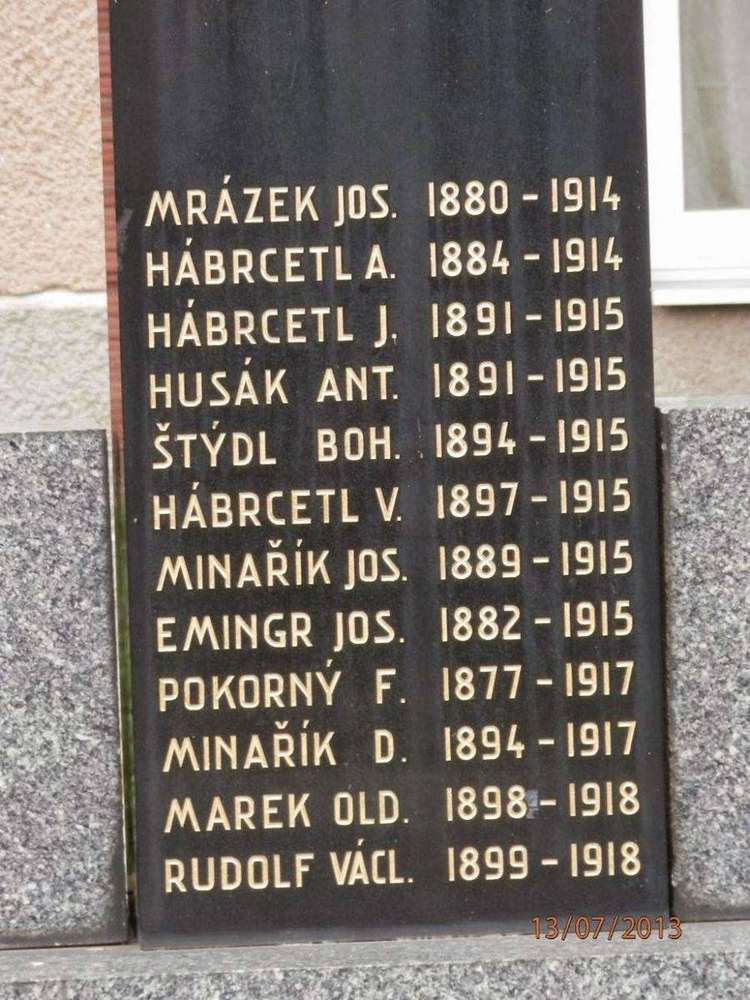 MRÁZEK JOS. 1880 - 1914
HÁBRCETL A. 1884 - 1914
HÁBRCETL J. 1891 - 1915
HUSÁK ANT. 1891 - 1915
ŠTÝDL BOH. 1894 - 1915
HÁBRCETL V. 1897 - 1915
MINAŘÍK JOS. 1889 - 1915
EMINGR JOS. 1882 - 1915
POKORNÝ F. 1877 - 1917
MINAŘÍK D. 1894 - 1917
MAREK OLD. 1898 - 1918
RUDOLF VÁCL. 1899 - 1918
13/07/2013